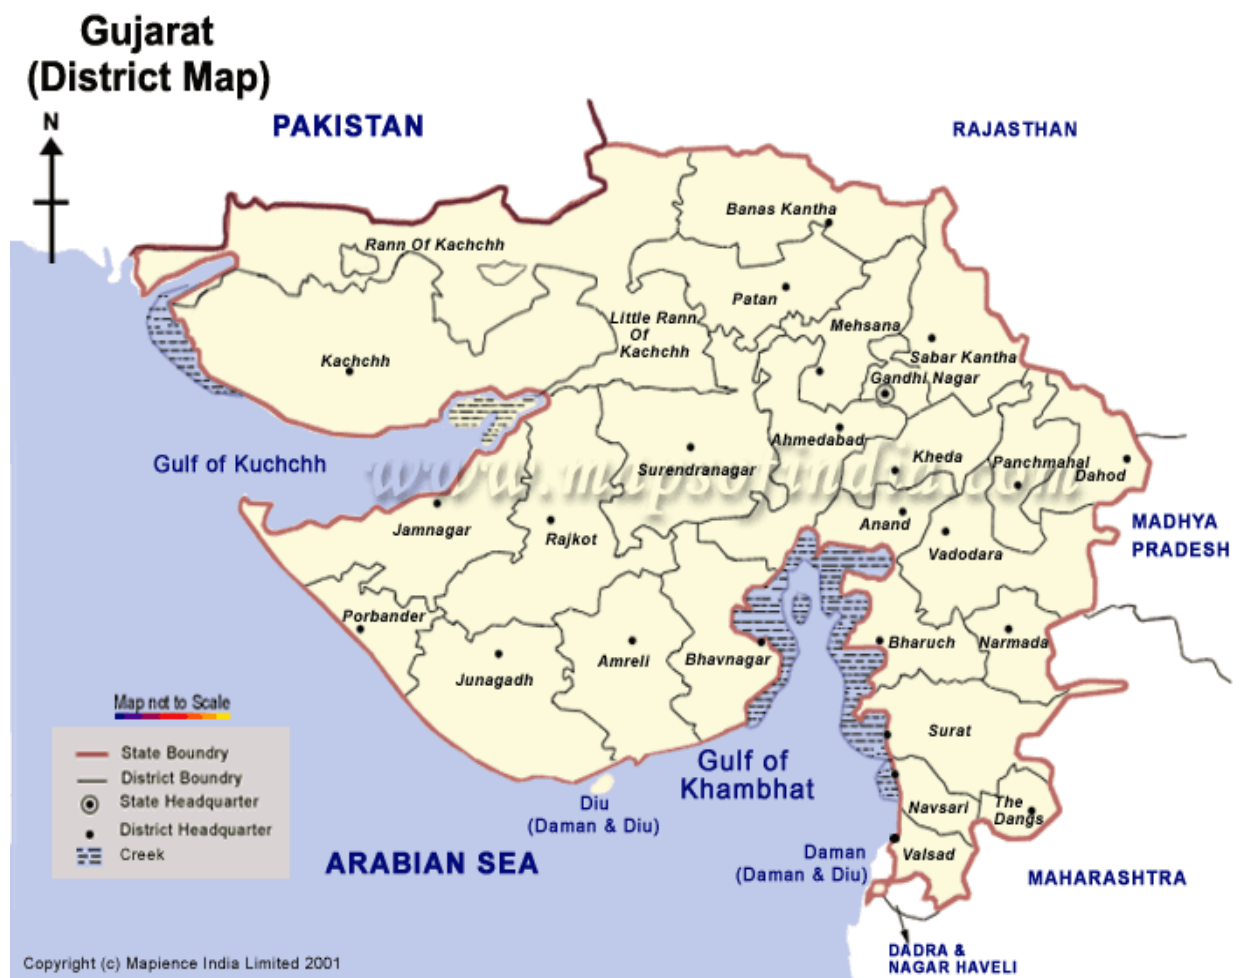 Gujarat
(District Map)
N
PAKISTAN
RAJASTHAN
Banas Kantha
Rann Of Kachchh
Patan
Little Rann
Of
Kachchh
Mehsana
Sabar Kantha
Kachchh
Gandhi Nagar
Ahmedabad
Kheda
Panchmahal
Dahod
Gulf of Kuchchh
Surendranagar
www.mapsofindia.com
Jamnagar
Rajkot
Anand
Vadodara
MADHYA
PRADESH
Porbander
Junagadh
Amreli
Bhavnagar
Bharuch
Narmada
Map not to Scale
Surat
State Boundry
District Boundry
State Headquarter
District Headquarter
Creek
Gulf of
Khambhat
Diu
(Daman & Diu)
Navsari
The
Dangs
ARABIAN SEA
Daman
(Daman & Diu)
Valsad
MAHARASHTRA
DADRA &
NAGAR HAVELI
Copyright (c) Mapience India Limited 2001